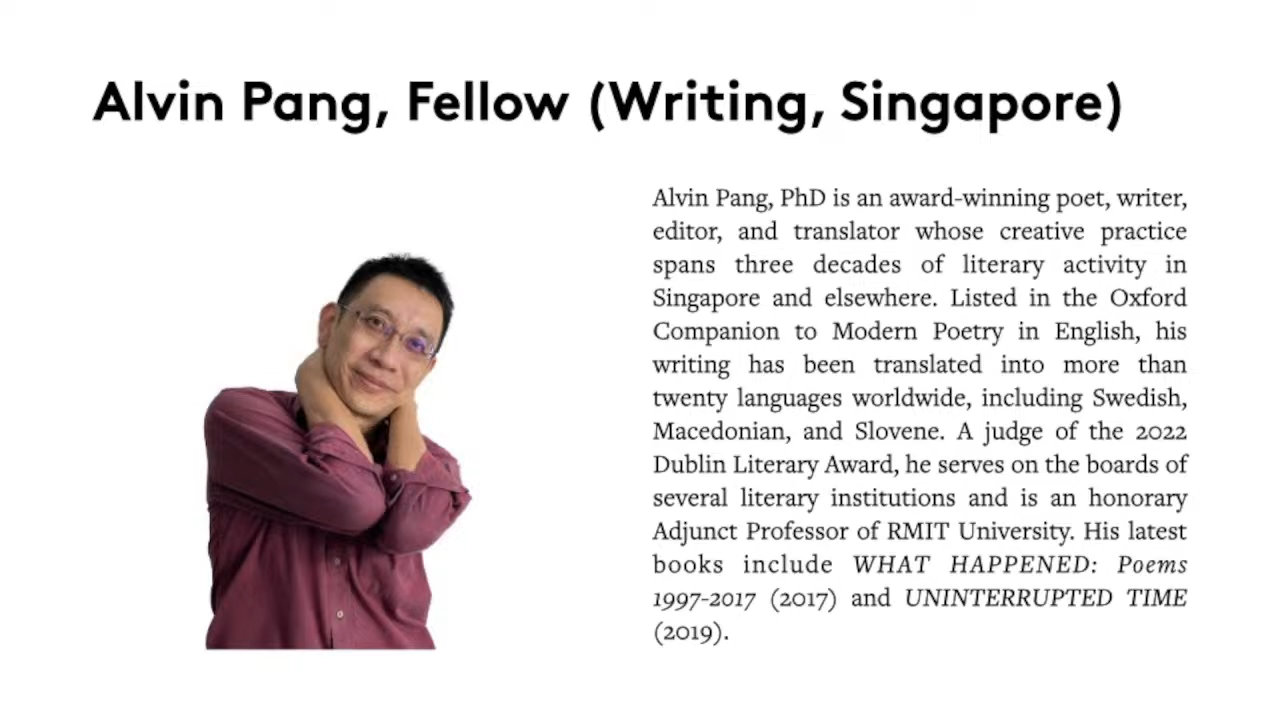 Alvin Pang, Fellow (Writing, Singapore)
Alvin Pang, PhD is an award-winning poet, writer,
editor, and translator whose creative practice
spans three decades of literary activity in
Singapore and elsewhere. Listed in the Oxford
Companion to Modern Poetry in English, his
writing has been translated into more than
twenty languages worldwide, including Swedish,
Macedonian, and Slovene. A judge of the 2022
Dublin Literary Award, he serves on the boards of
several literary institutions and is an honorary
Adjunct Professor of RMIT University. His latest
books include WHAT HAPPENED: Poems
1997-2017 (2017) and UNINTERRUPTED TIME
(2019).